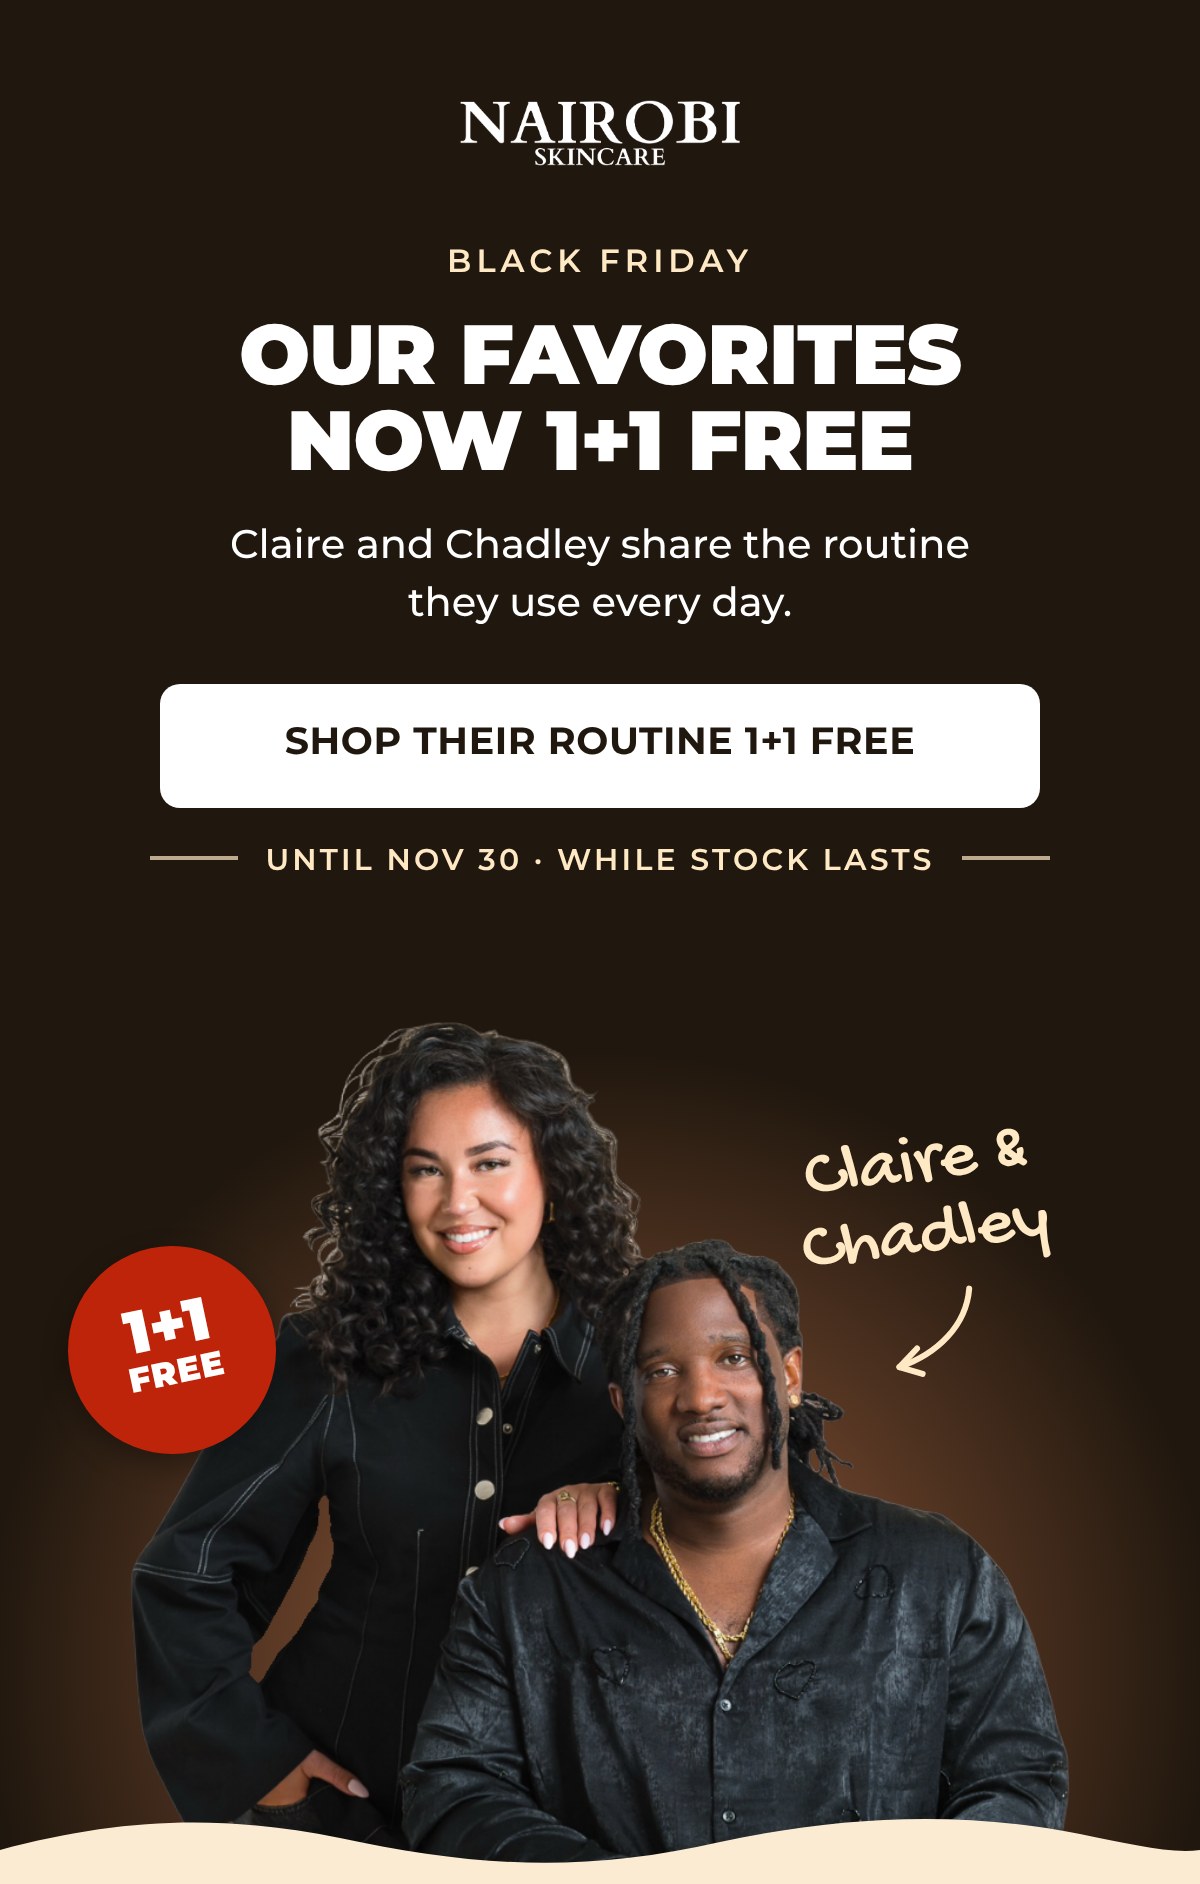 NAIROBI
SKINCARE
BLACK FRIDAY
OUR FAVORITES
NOW 1+1 FREE
Claire and Chadley share the routine
they use every day.
SHOP THEIR ROUTINE 1+1 FREE
UNTIL NOV 30 · WHILE STOCK LASTS
Claire &
Chadley
1+1
FREE